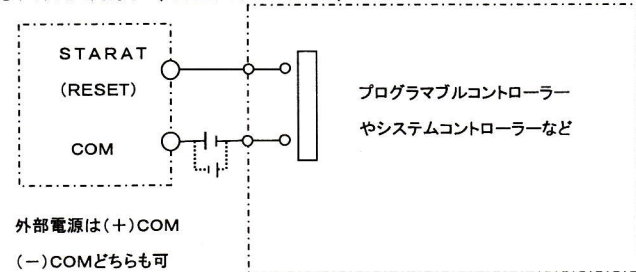 STARAT
(RESET)
COM
プログラマブルコントローラー
やシステムコントローラーなど
外部電源は(+)COM
(-)COMどちらも可